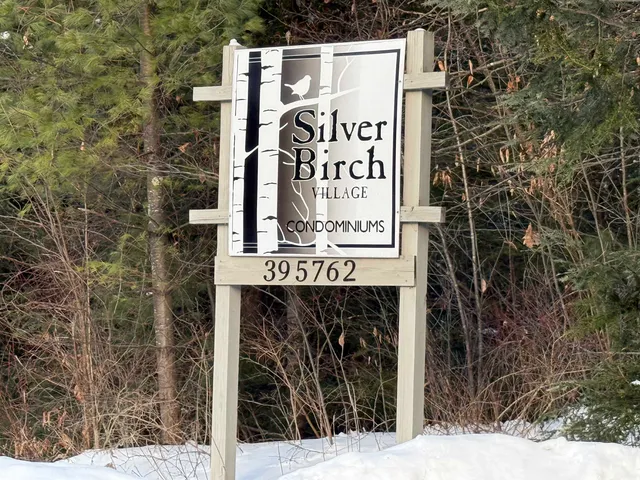 Silver
Birch
VILLAGE
CONDOMINIUMS
395762